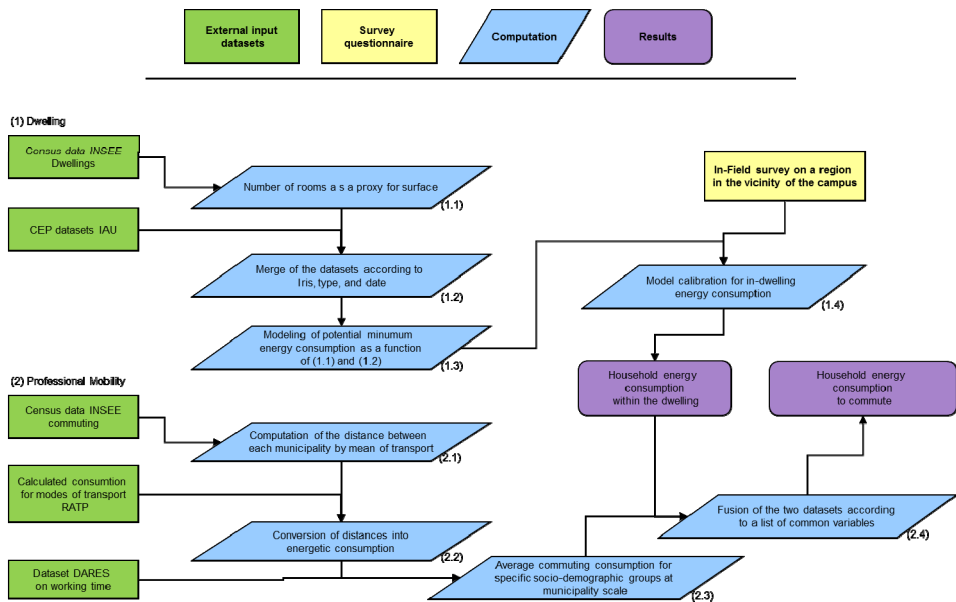 External input
datasets
Survey
questionnaire
Computation
Results
(1) Dwelling
Census data INSEE
Dwellings
Number of rooms a s a proxy for surface
(1.1)
In-Field survey on a region
in the vicinity of the campus
CEP datasets IAU
Merge of the datasets according to
Iris, type, and date
(1.2)
Model calibration for in-dwelling
energy consumption
(1.4)
Modeling of potential minumum
energy consumption as a function
of (1.1) and (1.2)
(1.3)
Household energy
consumption
within the dwelling
Household energy
consumption
to commute
(2) Professional Mobility
Census data INSEE
commuting
Computation of the distance between
each municipality by mean of transport
(2.1)
Calculated consumtion
for modes of transport
RATP
Fusion of the two datasets according
to a list of common variables
(2.4)
Conversion of distances into
energetic consumption
(2.2)
Dataset DARES
on working time
Average commuting consumption for
specific socio-demographic groups at
municipality scale
(2.3)